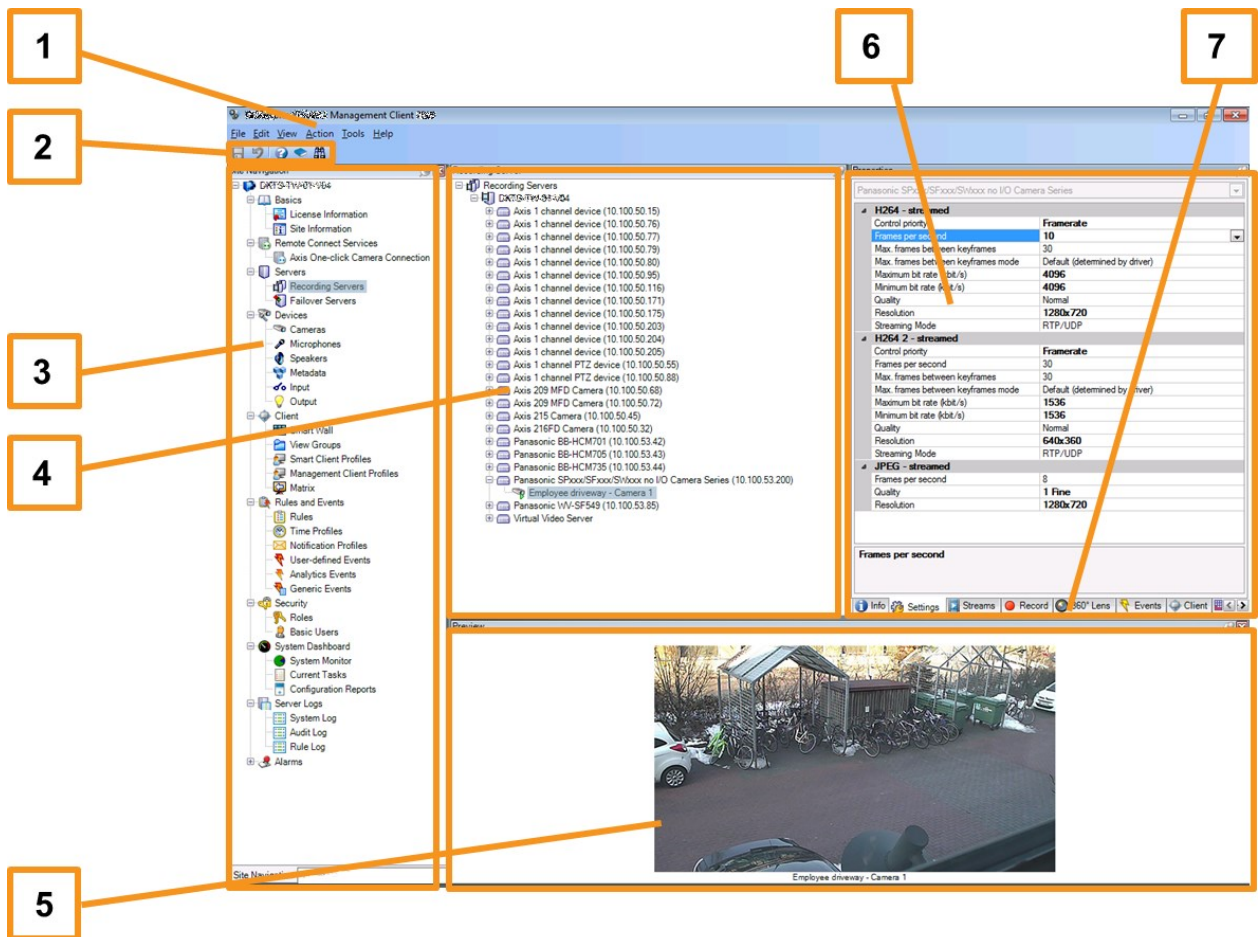 1
6
7
2
3
4
5
Management Client
File Edit View Action Tools Help
Site Navigation
Basics
License Information
Site Information
Remote Connect Services
Axis One-click Camera Connection
Servers
Recording Servers
Failover Servers
Devices
Cameras
Microphones
Speakers
Metadata
Input
Output
Client
Smart Wall
View Groups
Smart Client Profiles
Management Client Profiles
Matrix
Rules and Events
Rules
Time Profiles
Notification Profiles
User-defined Events
Analytics Events
Generic Events
Security
Roles
Basic Users
System Dashboard
System Monitor
Current Tasks
Configuration Reports
Server Logs
System Log
Audit Log
Rule Log
Alarms
Site Navigation
Recording Server
Recording Servers
Axis 1 channel device (10.100.50.15)
Axis 1 channel device (10.100.50.76)
Axis 1 channel device (10.100.50.77)
Axis 1 channel device (10.100.50.79)
Axis 1 channel device (10.100.50.80)
Axis 1 channel device (10.100.50.95)
Axis 1 channel device (10.100.50.116)
Axis 1 channel device (10.100.50.171)
Axis 1 channel device (10.100.50.175)
Axis 1 channel device (10.100.50.203)
Axis 1 channel device (10.100.50.204)
Axis 1 channel device (10.100.50.205)
Axis 1 channel PTZ device (10.100.50.55)
Axis 1 channel PTZ device (10.100.50.88)
Axis 209 MFD Camera (10.100.50.68)
Axis 209 MFD Camera (10.100.50.72)
Axis 215 Camera (10.100.50.45)
Axis 216FD Camera (10.100.50.32)
Panasonic BB-HCM701 (10.100.53.42)
Panasonic BB-HCM705 (10.100.53.43)
Panasonic BB-HCM735 (10.100.53.44)
Panasonic SPxxx/SFxxx/SWxxx no I/O Camera Series (10.100.53.200)
Employee driveway - Camera 1
Panasonic WV-SF549 (10.100.53.85)
Virtual Video Server
Properties
Panasonic SPxxx/SFxxx/SWxxx no I/O Camera Series
H264 - streamed
Control priority Framerate
Frames per second 10
Max. frames between keyframes 30
Max. frames between keyframes mode Default (determined by driver)
Maximum bit rate (kbit/s) 4096
Minimum bit rate (kbit/s) 4096
Quality Normal
Resolution 1280x720
Streaming Mode RTP/UDP
H264 2 - streamed
Control priority Framerate
Frames per second 30
Max. frames between keyframes 30
Max. frames between keyframes mode Default (determined by driver)
Maximum bit rate (kbit/s) 1536
Minimum bit rate (kbit/s) 1536
Quality Normal
Resolution 640x360
Streaming Mode RTP/UDP
JPEG - streamed
Frames per second 8
Quality 1 Fine
Resolution 1280x720
Frames per second
Info Settings Streams Record 360° Lens Events Client
Preview
Employee driveway - Camera 1